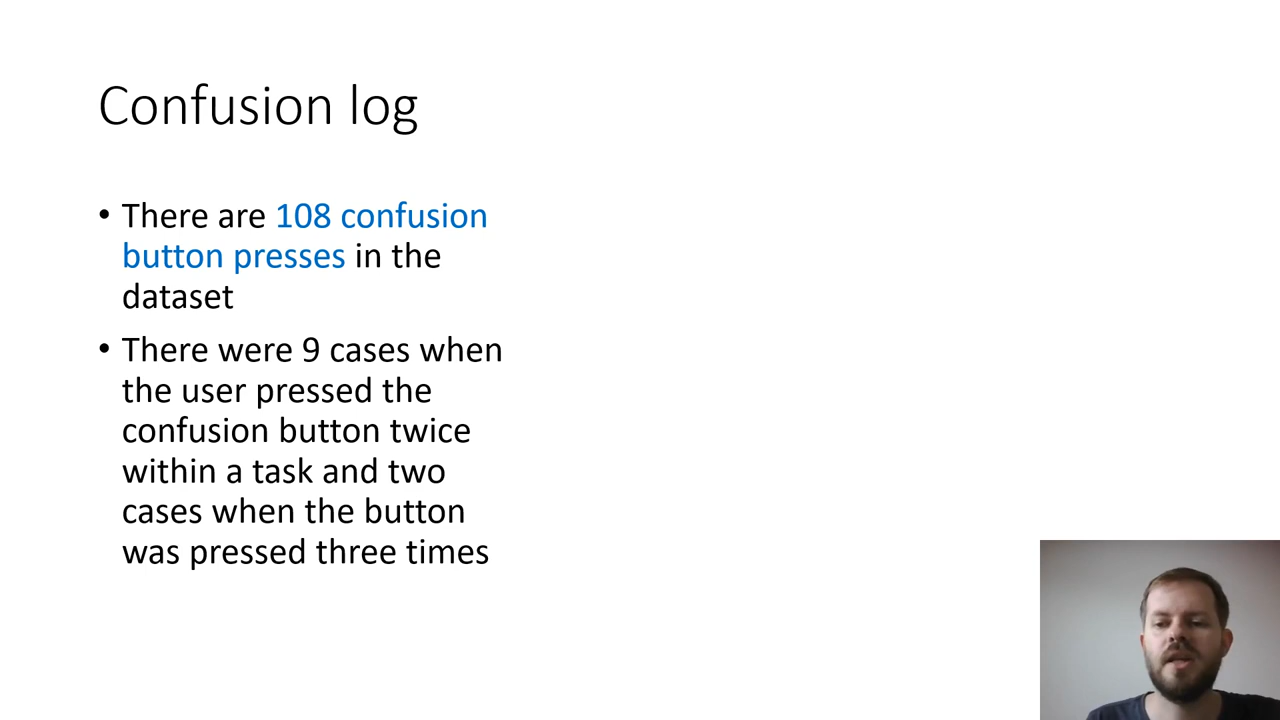 Confusion log
• There are 108 confusion
button presses in the
dataset
• There were 9 cases when
the user pressed the
confusion button twice
within a task and two
cases when the button
was pressed three times